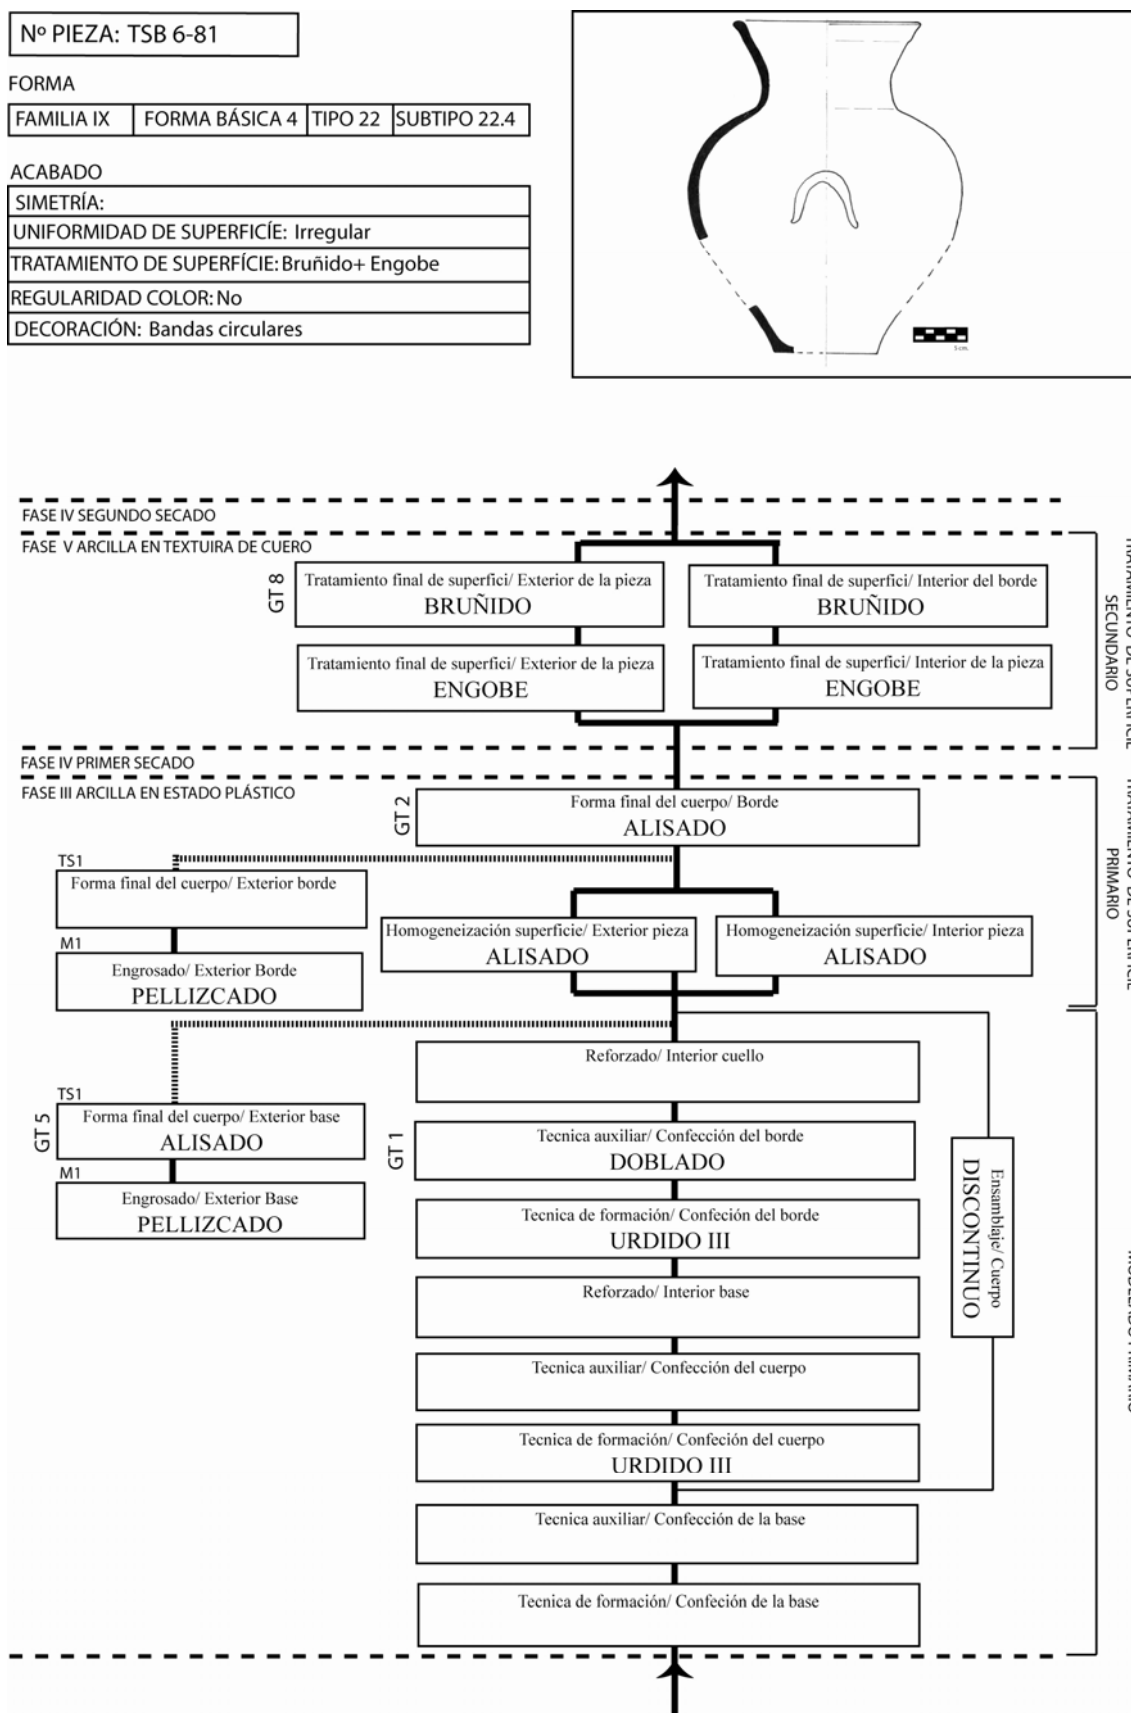 Nº PIEZA: TSB 6-81
FORMA
FAMILIA IX FORMA BÁSICA 4 TIPO 22 SUBTIPO 22.4
ACABADO
SIMETRÍA:
UNIFORMIDAD DE SUPERFICÍE: Irregular
TRATAMIENTO DE SUPERFÍCIE: Bruñido+ Engobe
REGULARIDAD COLOR: No
DECORACIÓN: Bandas circulares
5 cm.
FASE IV SEGUNDO SECADO
FASE V ARCILLA EN TEXTUIRA DE CUERO
GT 8
Tratamiento final de superfici/ Exterior de la pieza
BRUÑIDO
Tratamiento final de superfici/ Interior del borde
BRUÑIDO
Tratamiento final de superfici/ Exterior de la pieza
ENGOBE
Tratamiento final de superfici/ Interior de la pieza
ENGOBE
SECUNDARIO
FASE IV PRIMER SECADO
FASE III ARCILLA EN ESTADO PLÁSTICO
GT 2
Forma final del cuerpo/ Borde
ALISADO
PRIMARIO
TS1
Forma final del cuerpo/ Exterior borde
M1
Engrosado/ Exterior Borde
PELLIZCADO
Homogeneización superficie/ Exterior pieza
ALISADO
Homogeneización superficie/ Interior pieza
ALISADO
Reforzado/ Interior cuello
TS1
GT 5
Forma final del cuerpo/ Exterior base
ALISADO
M1
Engrosado/ Exterior Base
PELLIZCADO
GT 1
Tecnica auxiliar/ Confección del borde
DOBLADO
Tecnica de formación/ Confeción del borde
URDIDO III
Ensamblaje/ Cuerpo
DISCONTINUO
Reforzado/ Interior base
Tecnica auxiliar/ Confección del cuerpo
Tecnica de formación/ Confeción del cuerpo
URDIDO III
Tecnica auxiliar/ Confección de la base
Tecnica de formación/ Confeción de la base